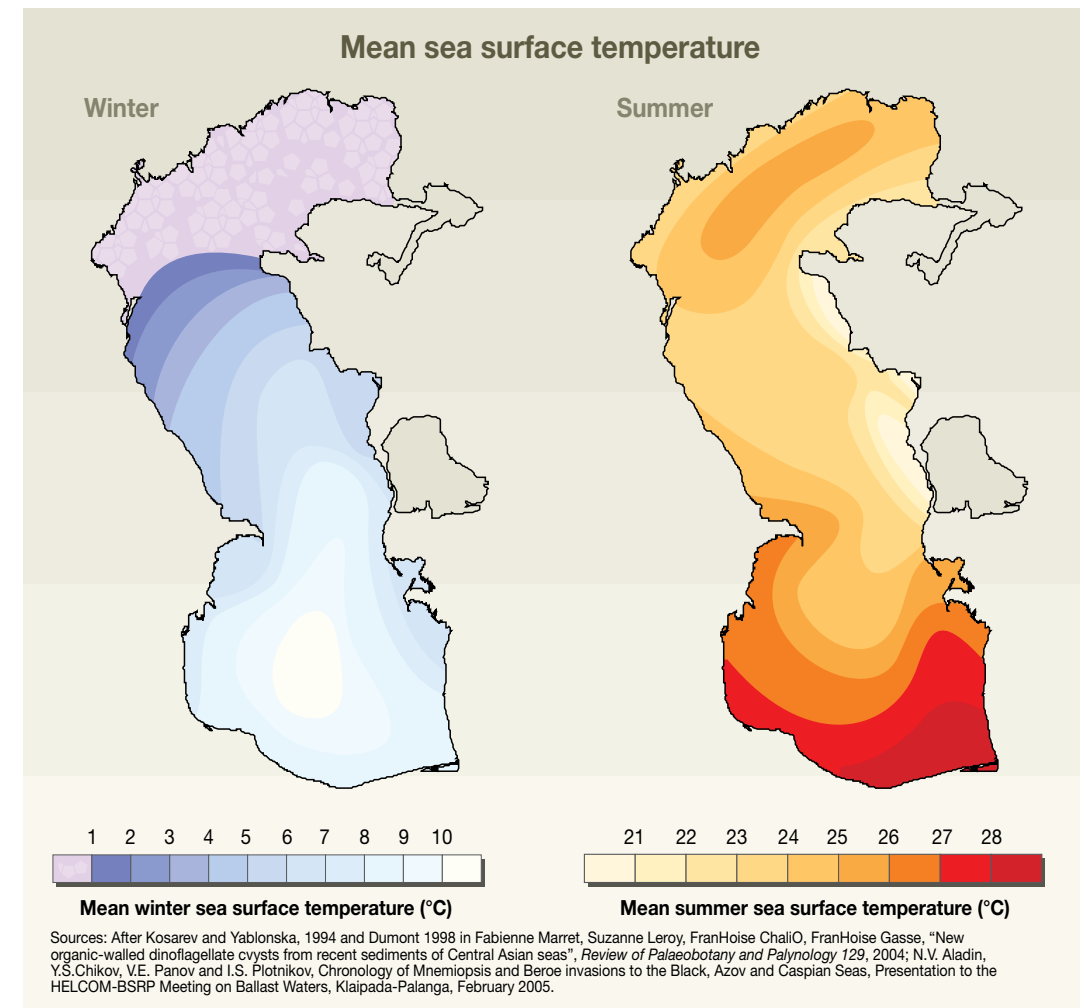 Mean sea surface temperature
Winter
Summer
1 2 3 4 5 6 7 8 9 10
Mean winter sea surface temperature (°C)
21 22 23 24 25 26 27 28
Mean summer sea surface temperature (°C)
Sources: After Kosarev and Yablonska, 1994 and Dumont 1998 in Fabienne Marret, Suzanne Leroy, FranHoise ChaliO, FranHoise Gasse, “New
organic-walled dinoflagellate cvysts from recent sediments of Central Asian seas”, Review of Palaeobotany and Palynology 129, 2004; N.V. Aladin,
Y.S.Chikov, V.E. Panov and I.S. Plotnikov, Chronology of Mnemiopsis and Beroe invasions to the Black, Azov and Caspian Seas, Presentation to the
HELCOM-BSRP Meeting on Ballast Waters, Klaipada-Palanga, February 2005.